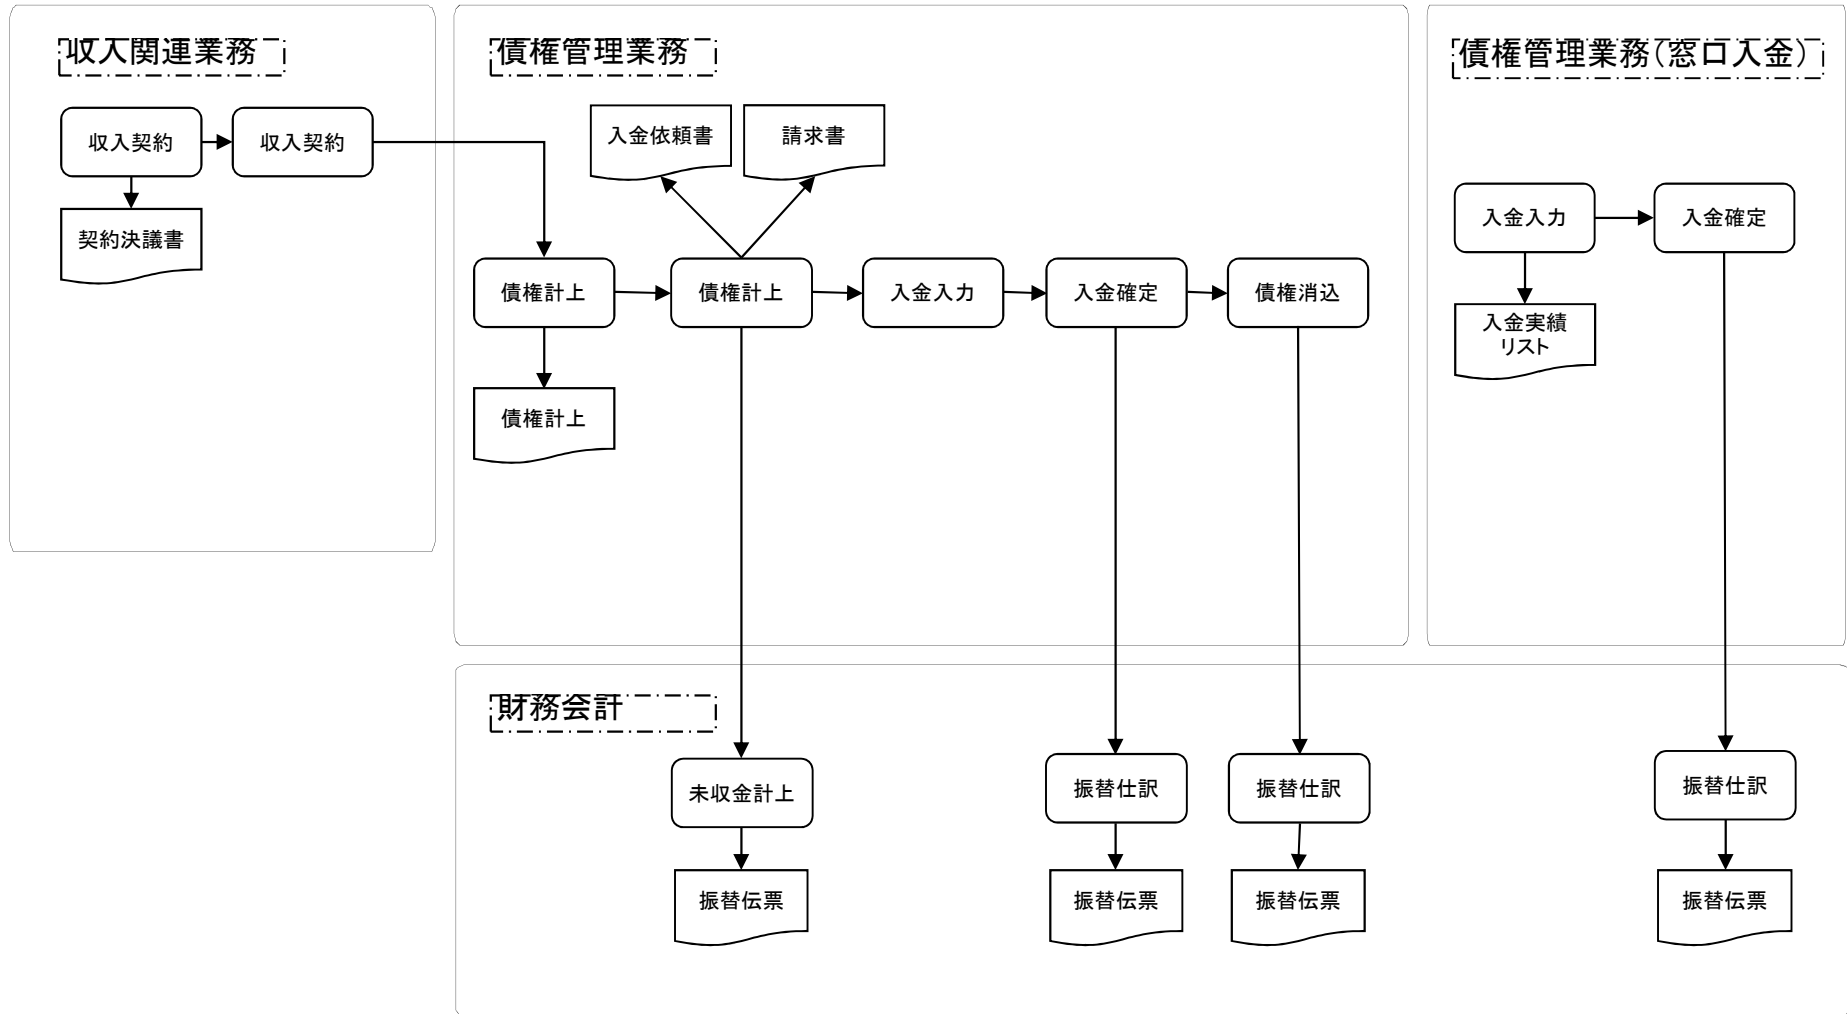 収入関連業務
収入契約
収入契約
契約決議書
債権管理業務
入金依頼書
請求書
債権計上
債権計上
入金入力
入金確定
債権消込
債権計上
債権管理業務（窓口入金）
入金入力
入金確定
入金実績
リスト
財務会計
未収金計上
振替仕訳
振替仕訳
振替仕訳
振替伝票
振替伝票
振替伝票
振替伝票